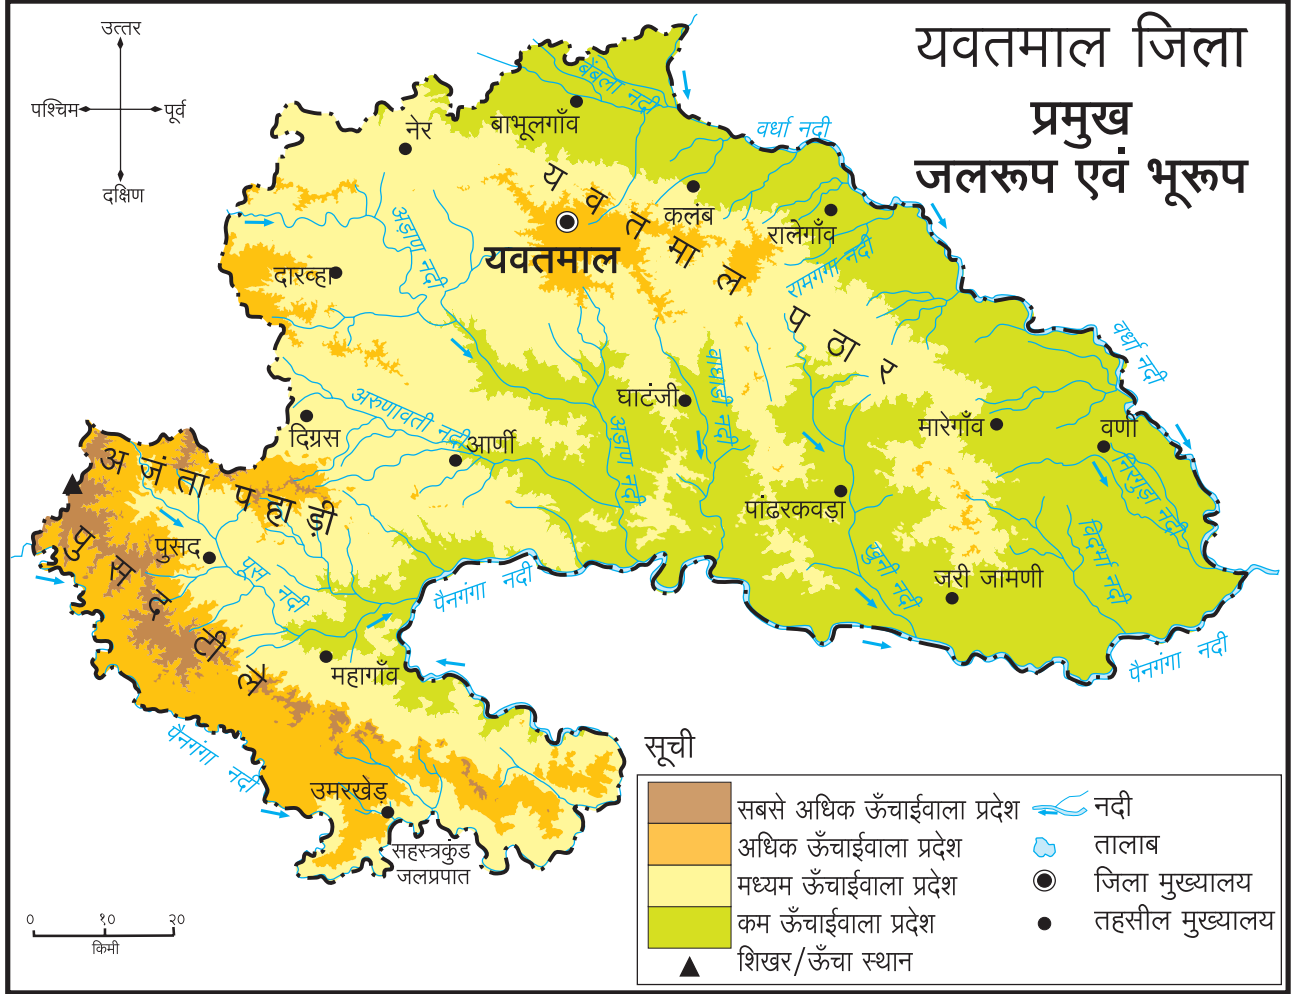 यवतमाल जिला
प्रमुख
जलरूप एवं भूरूप
उत्तर
पश्चिम
पूर्व
दक्षिण
बेंबला नदी
बाभूलगाँव
नेर
वर्धा नदी
यवतमाल पठार
कलंब
रालेगाँव
यवतमाल
अडाण नदी
रामगंगा नदी
दारव्हा
वर्धा नदी
वाघाडी नदी
घाटंजी
अरुणावती नदी
दिग्रस
आर्णी
अडाण नदी
मारेगाँव
वणी
निरगुडा नदी
अजंता पहाड़ी
पांढरकवड़ा
पुसद
पुसद टीले
पूस नदी
खुनी नदी
विदर्भा नदी
जरी जामणी
पैनगंगा नदी
महागाँव
पैनगंगा नदी
पैनगंगा नदी
उमरखेड़
सहस्त्रकुंड
जलप्रपात
सूची
सबसे अधिक ऊँचाईवाला प्रदेश
अधिक ऊँचाईवाला प्रदेश
मध्यम ऊँचाईवाला प्रदेश
कम ऊँचाईवाला प्रदेश
शिखर/ऊँचा स्थान
नदी
तालाब
जिला मुख्यालय
तहसील मुख्यालय
० १० २०
किमी